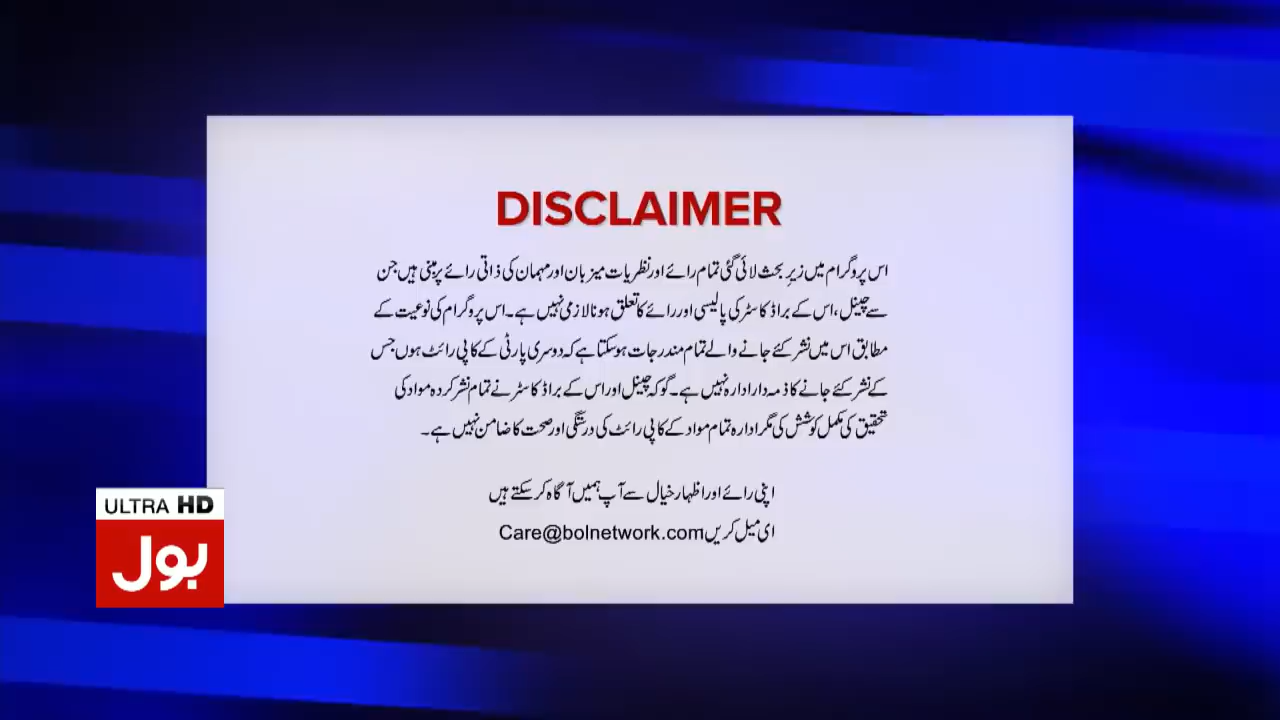 DISCLAIMER
اس پروگرام میں زیرِ بحث لائی گئی تمام رائے اور نظریات میزبان اور مہمان کی ذاتی رائے پر مبنی ہیں جن
سے چینل ،اس کے براڈ کاسٹر کی پالیسی اور رائے کا تعلق ہونا لازمی نہیں ہے۔ اس پروگرام کی نوعیت کے
مطابق اس میں نشر کئے جانے والے تمام مندرجات ہو سکتا ہے کہ دوسری پارٹی کے کاپی رائٹ ہوں جس
کے نشر کئے جانے کا ذمہ دار ادارہ نہیں ہے۔ گو کہ چینل اور اس کے براڈ کاسٹر نے تمام نشر کردہ مواد کی
تحقیق کی مکمل کوشش کی مگر ادارہ تمام مواد کے کاپی رائٹ کی درستگی اور صحت کا ضامن نہیں ہے۔
اپنی رائے اور اظہار خیال سے آپ ہمیں آگاہ کر سکتے ہیں
ای میل کریں Care@bolnetwork.com
ULTRA HD
بول